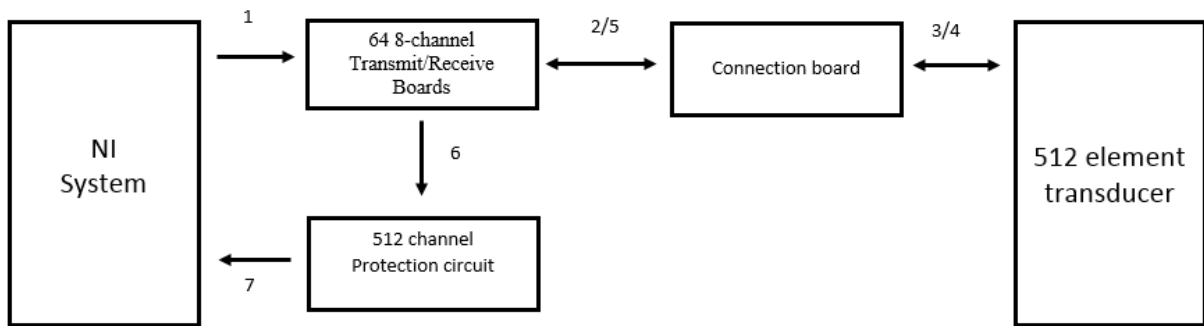 1
64 8-channel
Transmit/Receive
Boards
2/5
Connection board
3/4
NI
System
6
512 element
transducer
512 channel
Protection circuit
7